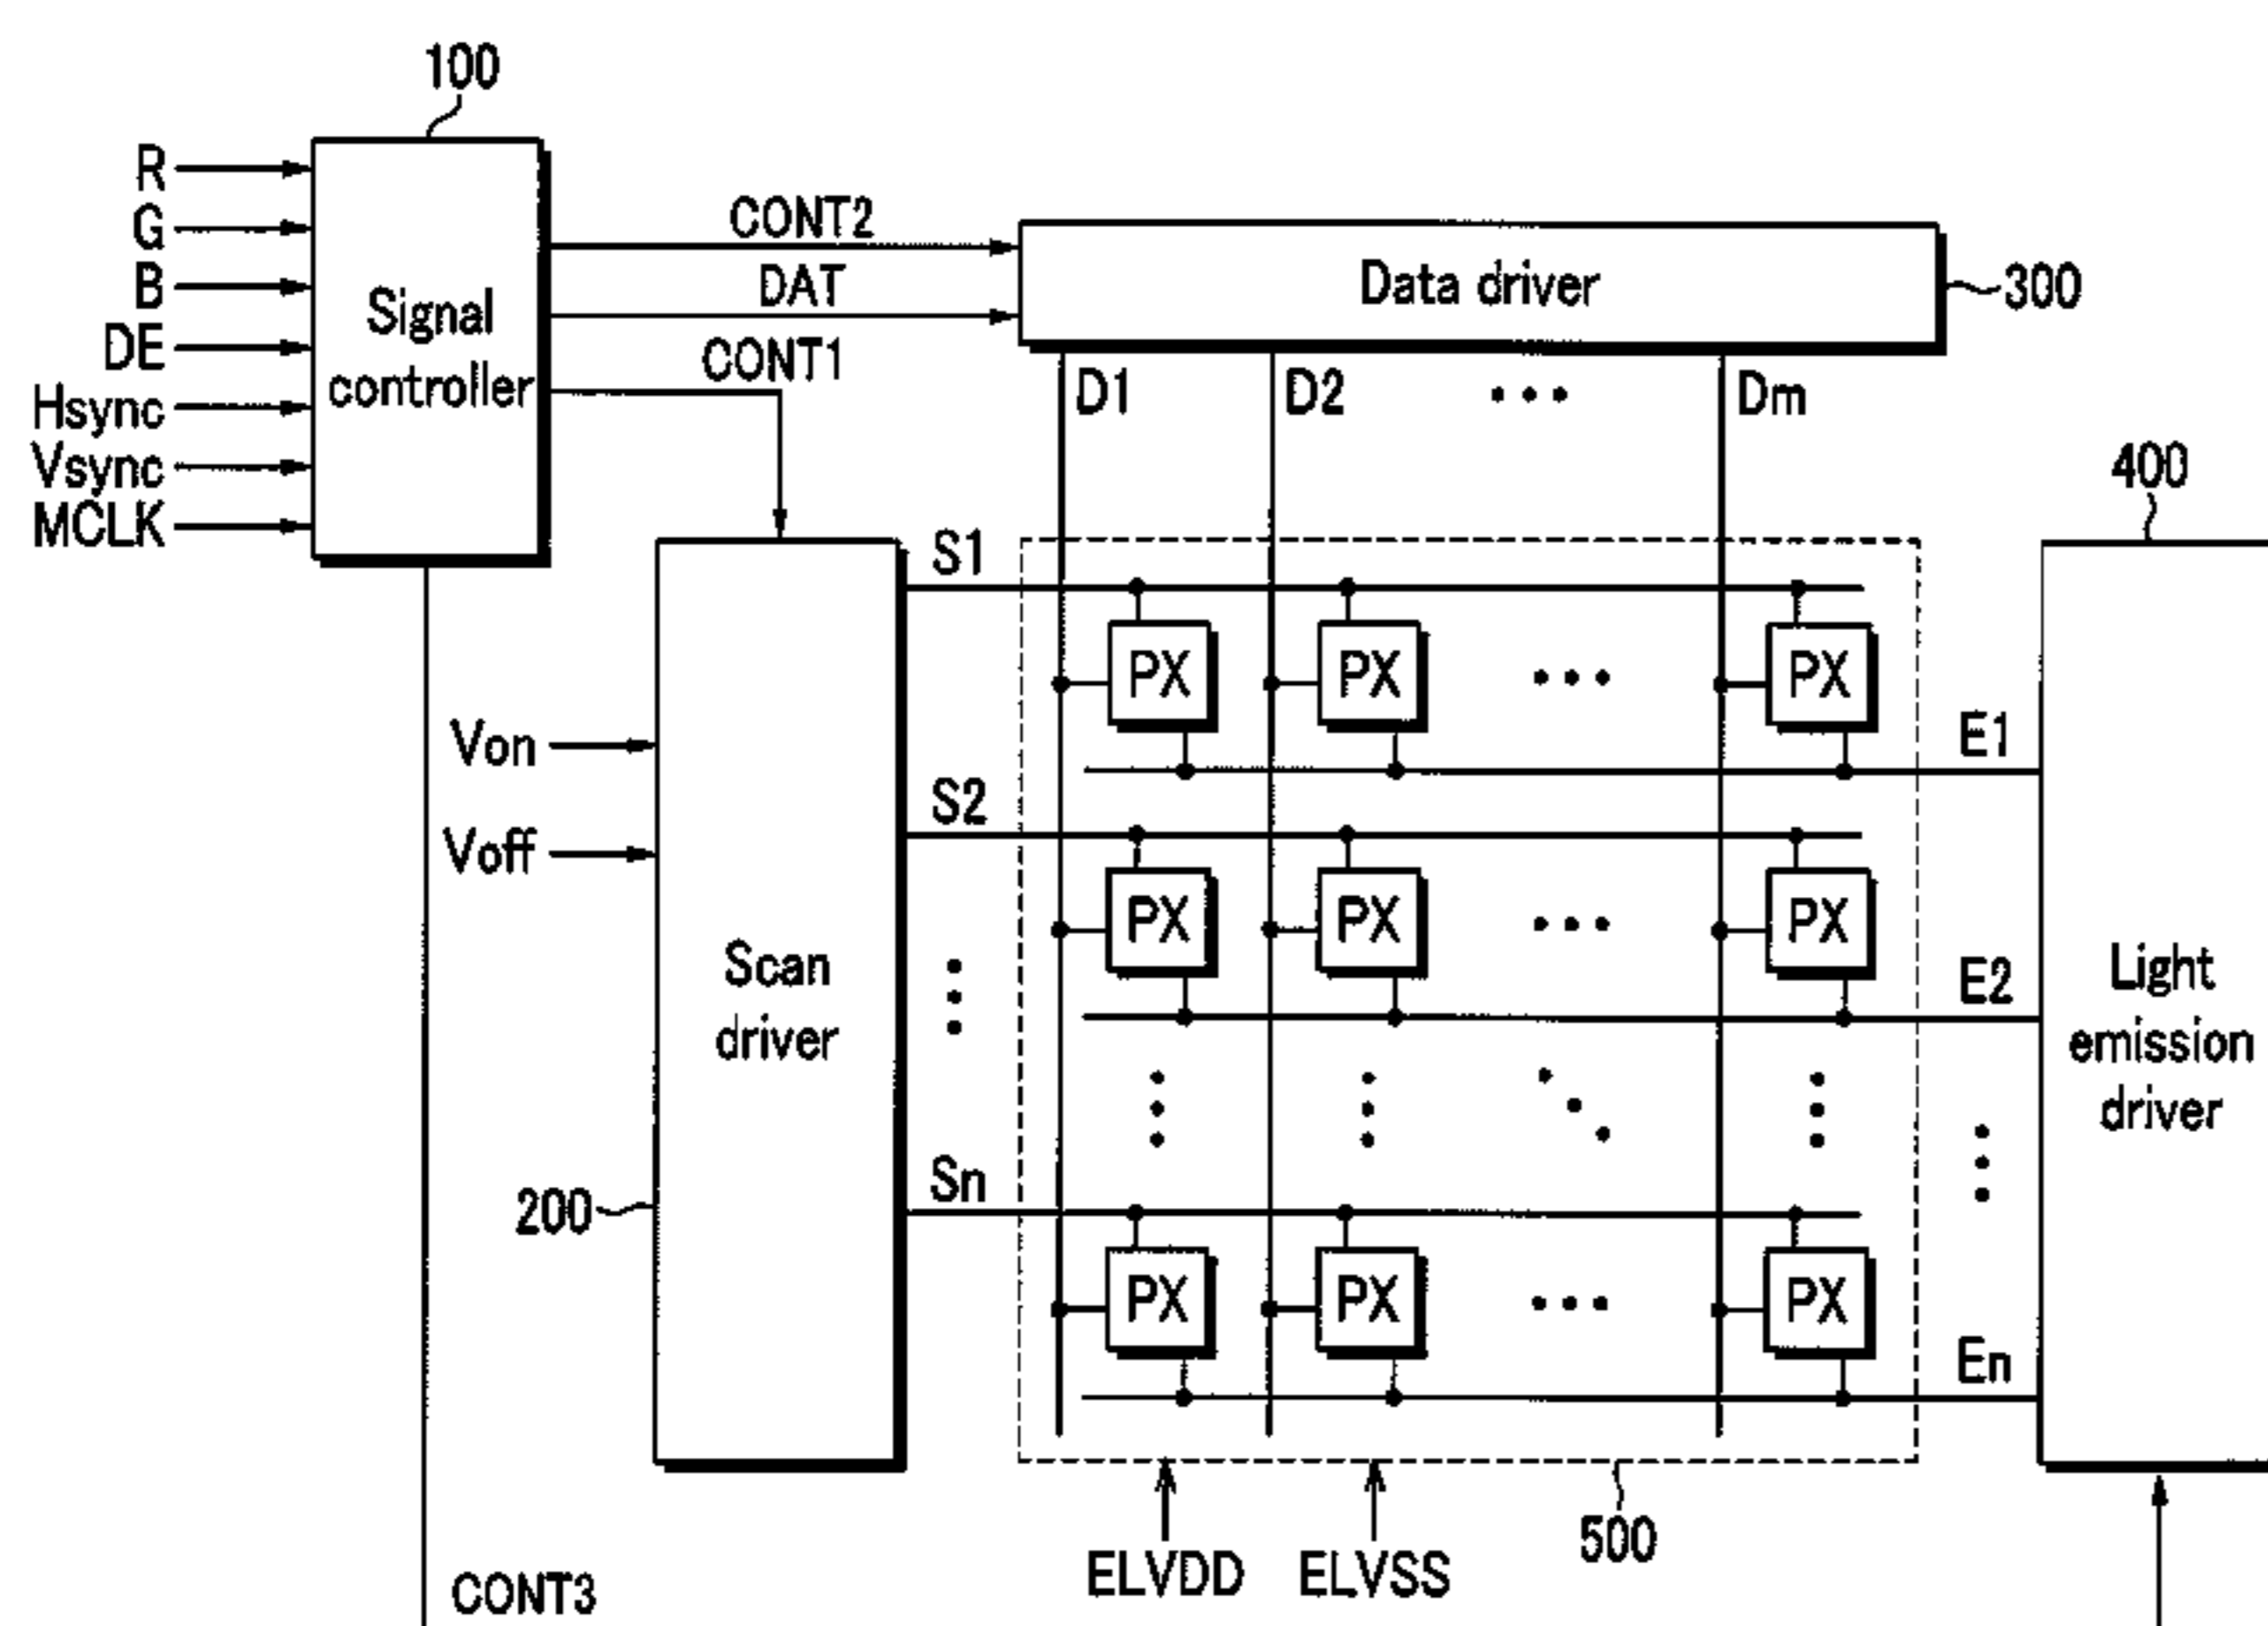 100
R
G
B
DE
Hsync
Vsync
MCLK
Signal
controller
CONT2
DAT
CONT1
Data driver
300
D1 D2 ... Dm
400
S1
PX PX ... PX
E1
Von
Voff
S2
PX PX ... PX
E2
Scan
driver
Light
emission
driver
200
Sn
PX PX ... PX
En
500
ELVDD ELVSS
CONT3